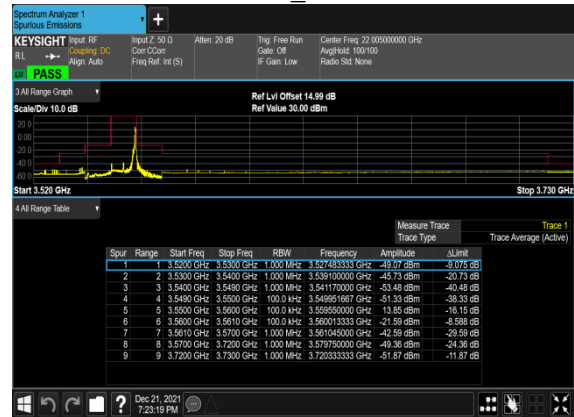 Spectrum Analyzer 1
Spurious Emissions
+
KEYSIGHT Input: RF Input Z: 50 Ω Atten: 20 dB Trig: Free Run Center Freq: 22.005000000 GHz
RL Coupling: DC Corr CCorr Gate: Off Avg|Hold: 100/100
Align: Auto Freq Ref: Int (S) IF Gain: Low Radio Std: None
PASS
3 All Range Graph
Ref Lvl Offset 14.99 dB
Scale/Div 10.0 dB Ref Value 30.00 dBm
20.0
0.00
-20.0
-40.0
-60.0
Start 3.520 GHz Stop 3.730 GHz
4 All Range Table
Measure Trace Trace 1
Trace Type Trace Average (Active)
Spur Range Start Freq Stop Freq RBW Frequency Amplitude ΔLimit
1 1 3.5200 GHz 3.5300 GHz 1.000 MHz 3.527483333 GHz -49.07 dBm -9.075 dB
2 2 3.5300 GHz 3.5400 GHz 1.000 MHz 3.539100000 GHz -45.73 dBm -20.73 dB
3 3 3.5400 GHz 3.5490 GHz 1.000 MHz 3.541170000 GHz -53.48 dBm -40.48 dB
4 4 3.5490 GHz 3.5500 GHz 100.0 kHz 3.549951667 GHz -51.33 dBm -38.33 dB
5 5 3.5500 GHz 3.5600 GHz 100.0 kHz 3.559550000 GHz 13.85 dBm -16.15 dB
6 6 3.5600 GHz 3.5610 GHz 100.0 kHz 3.560013333 GHz -21.59 dBm -8.588 dB
7 7 3.5610 GHz 3.5700 GHz 1.000 MHz 3.561045000 GHz -42.59 dBm -29.59 dB
8 8 3.5700 GHz 3.7200 GHz 1.000 MHz 3.579750000 GHz -49.36 dBm -24.36 dB
9 9 3.7200 GHz 3.7300 GHz 1.000 MHz 3.720333333 GHz -51.87 dBm -11.87 dB
? Dec 21, 2021
7:23:19 PM